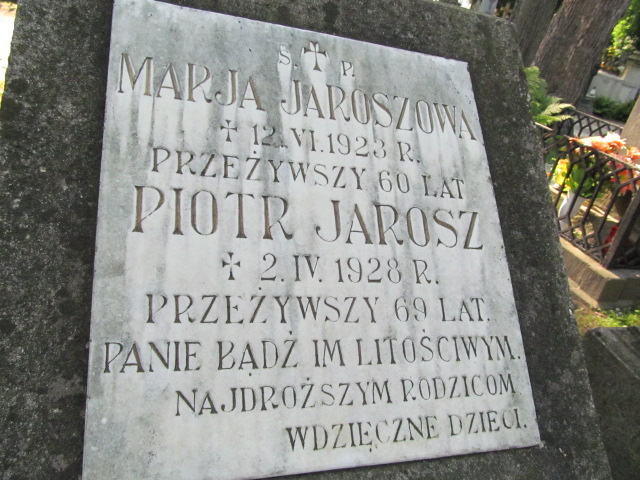 Ś. † P.
MARJA JAROSZOWA,
† 12.VI.1923 R.
PRZEŻYWSZY 60 LAT
PIOTR JAROSZ
† 2.IV.1928 R.
PRZEŻYWSZY 69 LAT.
PANIE BĄDŹ IM LITOŚCIWYM.
NAJDROŻSZYM RODZICOM
WDZIĘCZNE DZIECI.